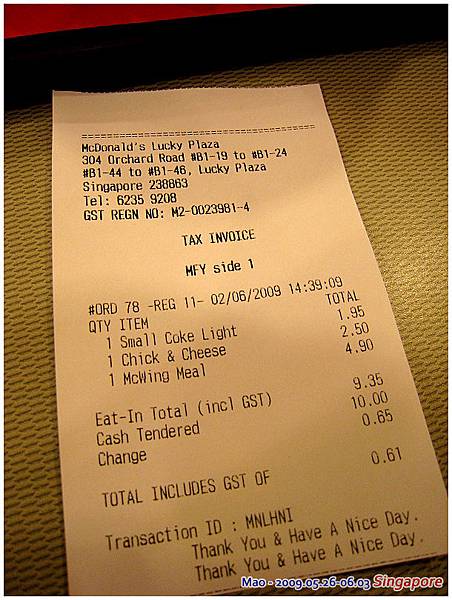 McDonald's Lucky Plaza
304 Orchard Road #B1-19 to #B1-24
#B1-44 to #B1-46, Lucky Plaza
Singapore 238863
Tel: 6235 9208
GST REGN NO: M2-0023981-4
TAX INVOICE
MFY side 1
#ORD 78 -REG 11- 02/06/2009 14:39:09
QTY ITEM TOTAL
1 Small Coke Light 1.95
1 Chick & Cheese 2.50
1 McWing Meal 4.90
Eat-In Total (incl GST) 9.35
Cash Tendered 10.00
Change 0.65
TOTAL INCLUDES GST OF 0.61
Transaction ID : MNLHNI
Thank You & Have A Nice Day.
Thank You & Have A Nice Day.
Mao - 2009.05.26-06.03 Singapore